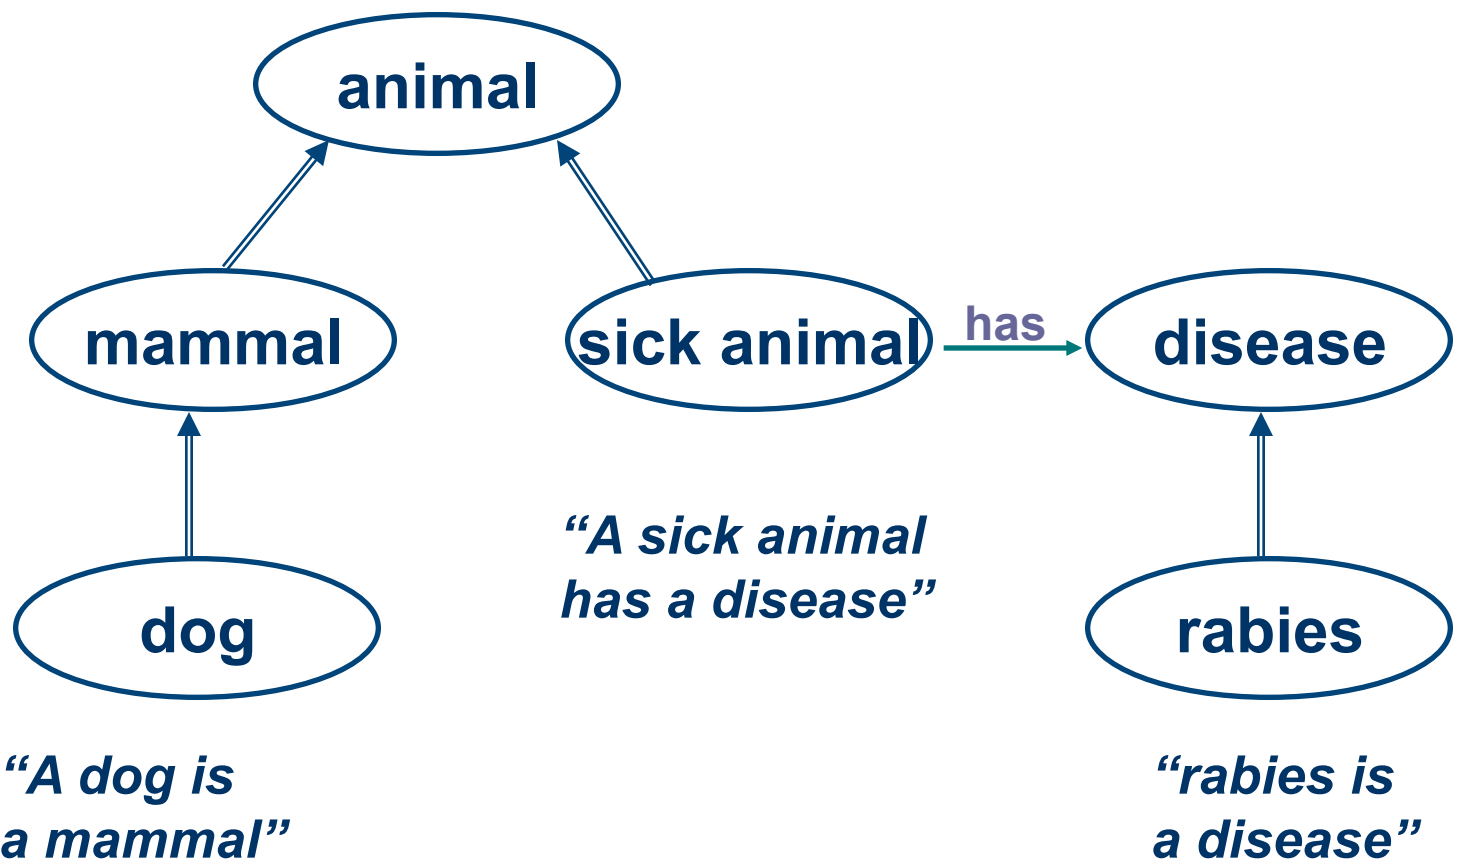 animal
mammal
sick animal
has
disease
“A sick animal
has a disease”
dog
rabies
“A dog is
a mammal”
“rabies is
a disease”